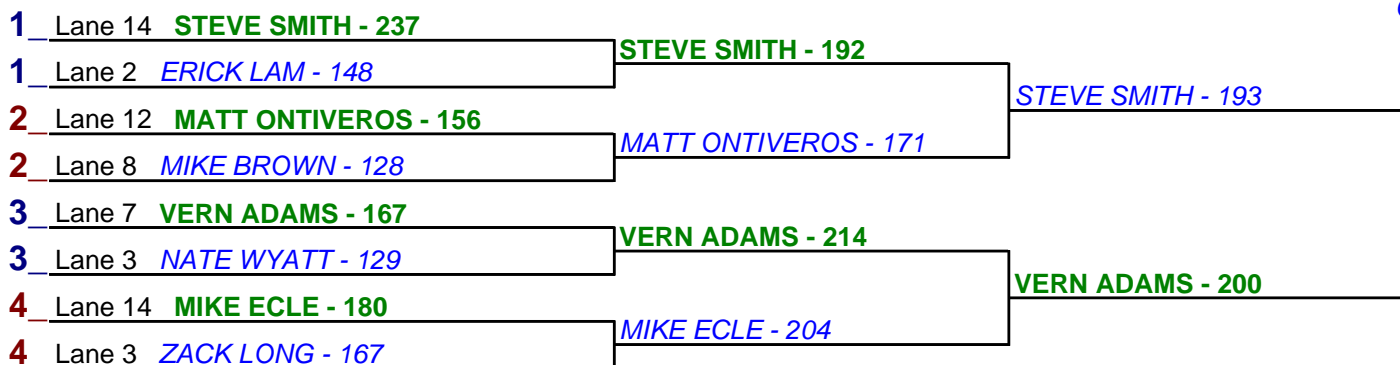 1_ Lane 14 STEVE SMITH - 237
STEVE SMITH - 192
1_ Lane 2 ERICK LAM - 148
STEVE SMITH - 193
2_ Lane 12 MATT ONTIVEROS - 156
MATT ONTIVEROS - 171
2_ Lane 8 MIKE BROWN - 128
3_ Lane 7 VERN ADAMS - 167
VERN ADAMS - 214
3_ Lane 3 NATE WYATT - 129
VERN ADAMS - 200
4_ Lane 14 MIKE ECLE - 180
MIKE ECLE - 204
4 Lane 3 ZACK LONG - 167